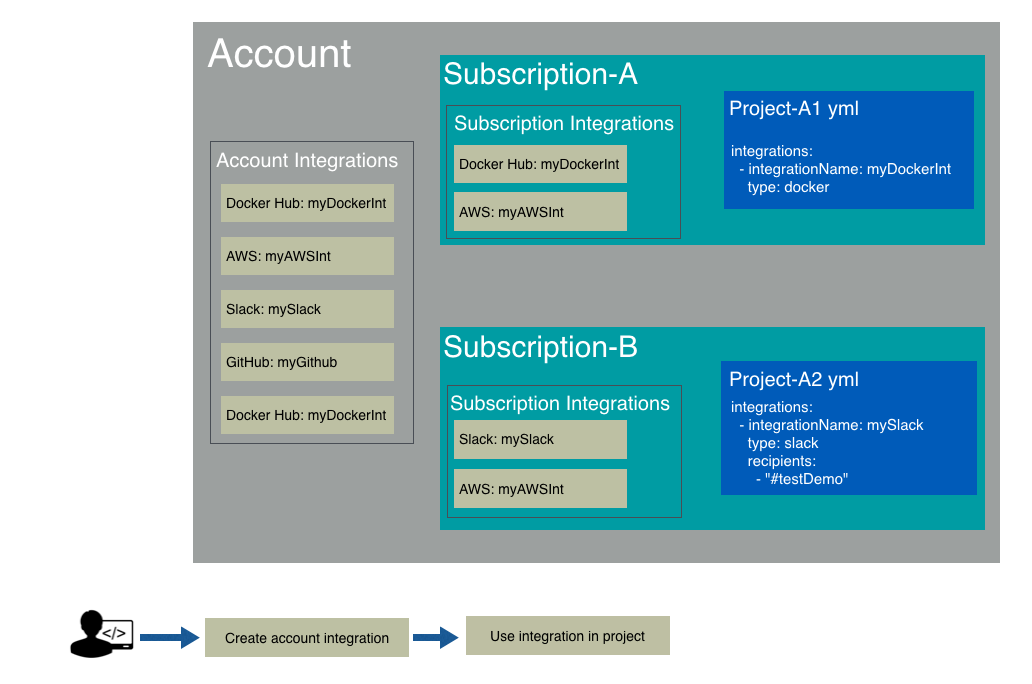 Account
Account Integrations
Docker Hub: myDockerInt
AWS: myAWSInt
Slack: mySlack
GitHub: myGithub
Docker Hub: myDockerInt
Subscription-A
Subscription Integrations
Docker Hub: myDockerInt
AWS: myAWSInt
Project-A1 yml
integrations:
- integrationName: myDockerInt
type: docker
Subscription-B
Subscription Integrations
Slack: mySlack
AWS: myAWSInt
Project-A2 yml
integrations:
- integrationName: mySlack
type: slack
recipients:
- "#testDemo"
</>
Create account integration
Use integration in project